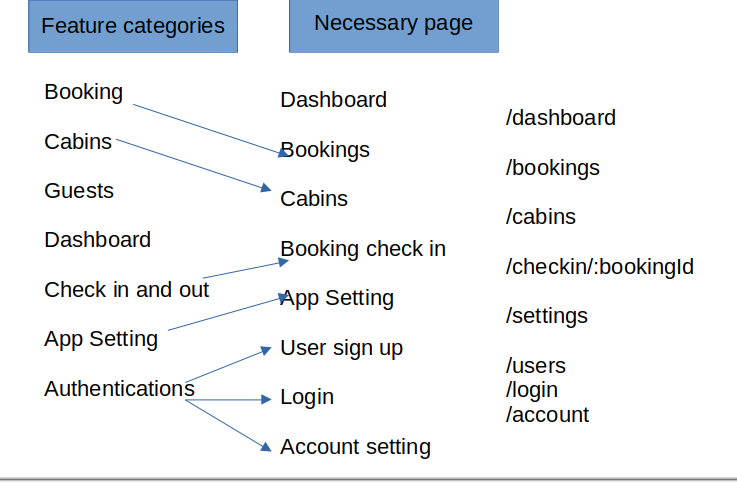 Feature categories
Necessary page
Booking
Cabins
Guests
Dashboard
Check in and out
App Setting
Authentications
Dashboard
Bookings
Cabins
Booking check in
App Setting
User sign up
Login
Account setting
/dashboard
/bookings
/cabins
/checkin/:bookingId
/settings
/users
/login
/account